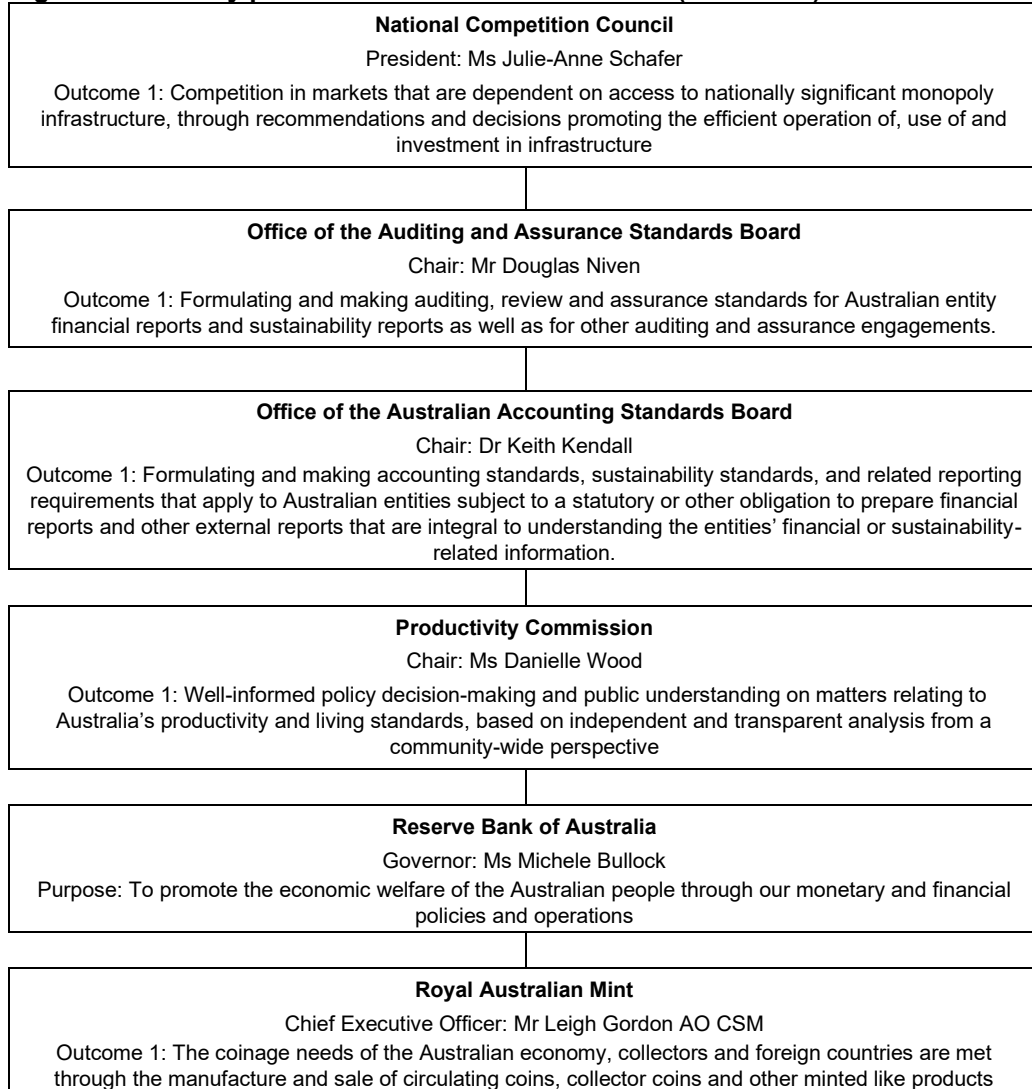 National Competition Council
President: Ms Julie-Anne Schafer
Outcome 1: Competition in markets that are dependent on access to nationally significant monopoly
infrastructure, through recommendations and decisions promoting the efficient operation of, use of and
investment in infrastructure
Office of the Auditing and Assurance Standards Board
Chair: Mr Douglas Niven
Outcome 1: Formulating and making auditing, review and assurance standards for Australian entity
financial reports and sustainability reports as well as for other auditing and assurance engagements.
Office of the Australian Accounting Standards Board
Chair: Dr Keith Kendall
Outcome 1: Formulating and making accounting standards, sustainability standards, and related reporting
requirements that apply to Australian entities subject to a statutory or other obligation to prepare financial
reports and other external reports that are integral to understanding the entities’ financial or sustainability-
related information.
Productivity Commission
Chair: Ms Danielle Wood
Outcome 1: Well-informed policy decision-making and public understanding on matters relating to
Australia’s productivity and living standards, based on independent and transparent analysis from a
community-wide perspective
Reserve Bank of Australia
Governor: Ms Michele Bullock
Purpose: To promote the economic welfare of the Australian people through our monetary and financial
policies and operations
Royal Australian Mint
Chief Executive Officer: Mr Leigh Gordon AO CSM
Outcome 1: The coinage needs of the Australian economy, collectors and foreign countries are met
through the manufacture and sale of circulating coins, collector coins and other minted like products